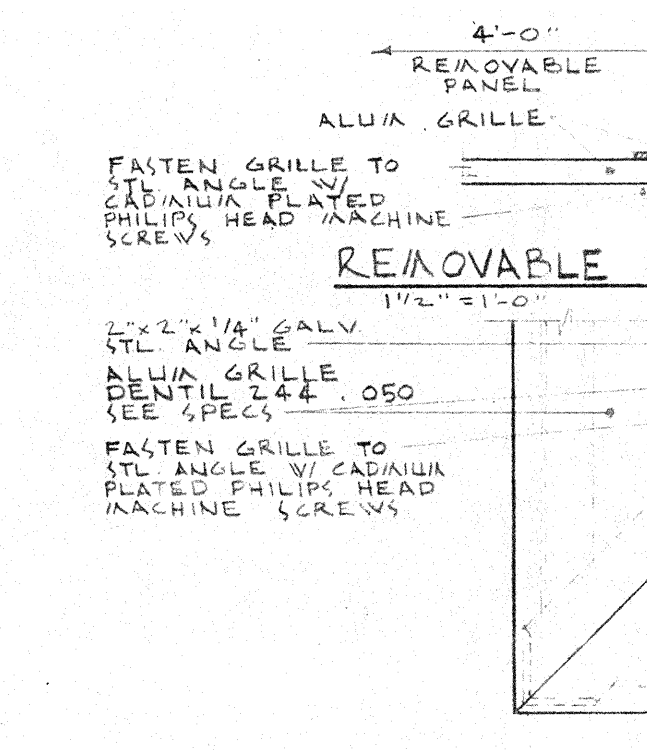 4'-0"
REMOVABLE
PANEL
ALUM GRILLE
FASTEN GRILLE TO
STL. ANGLE W/
CADMIUM PLATED
PHILIPS HEAD MACHINE
SCREWS
REMOVABLE
1 1/2" = 1'-0"
2" x 2" x 1/4" GALV.
STL. ANGLE
ALUM GRILLE
DENTIL 244 .050
SEE SPECS
FASTEN GRILLE TO
STL. ANGLE W/ CADMIUM
PLATED PHILIPS HEAD
MACHINE SCREWS